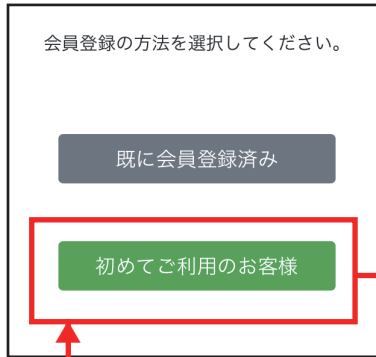 会員登録の方法を選択してください。
既に会員登録済み
初めてご利用のお客様